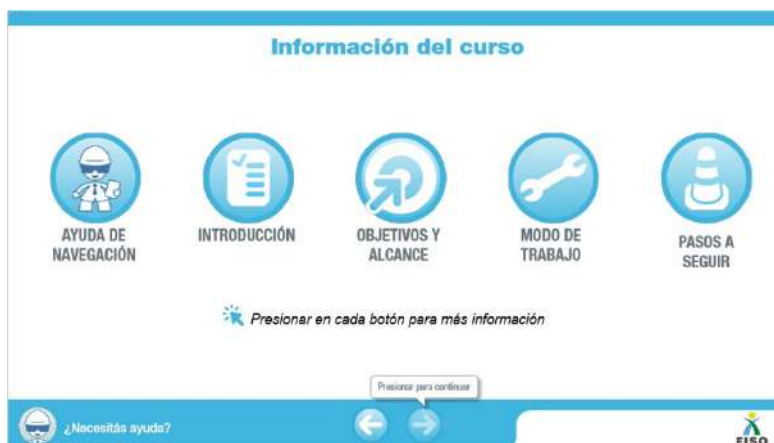 Información del curso
AYUDA DE
NAVEGACIÓN
INTRODUCCIÓN
OBJETIVOS Y
ALCANCE
MODO DE
TRABAJO
PASOS A
SEGUIR
Presionar en cada botón para más información
Presionar para continuar
¿Necesitás ayuda?
FISO